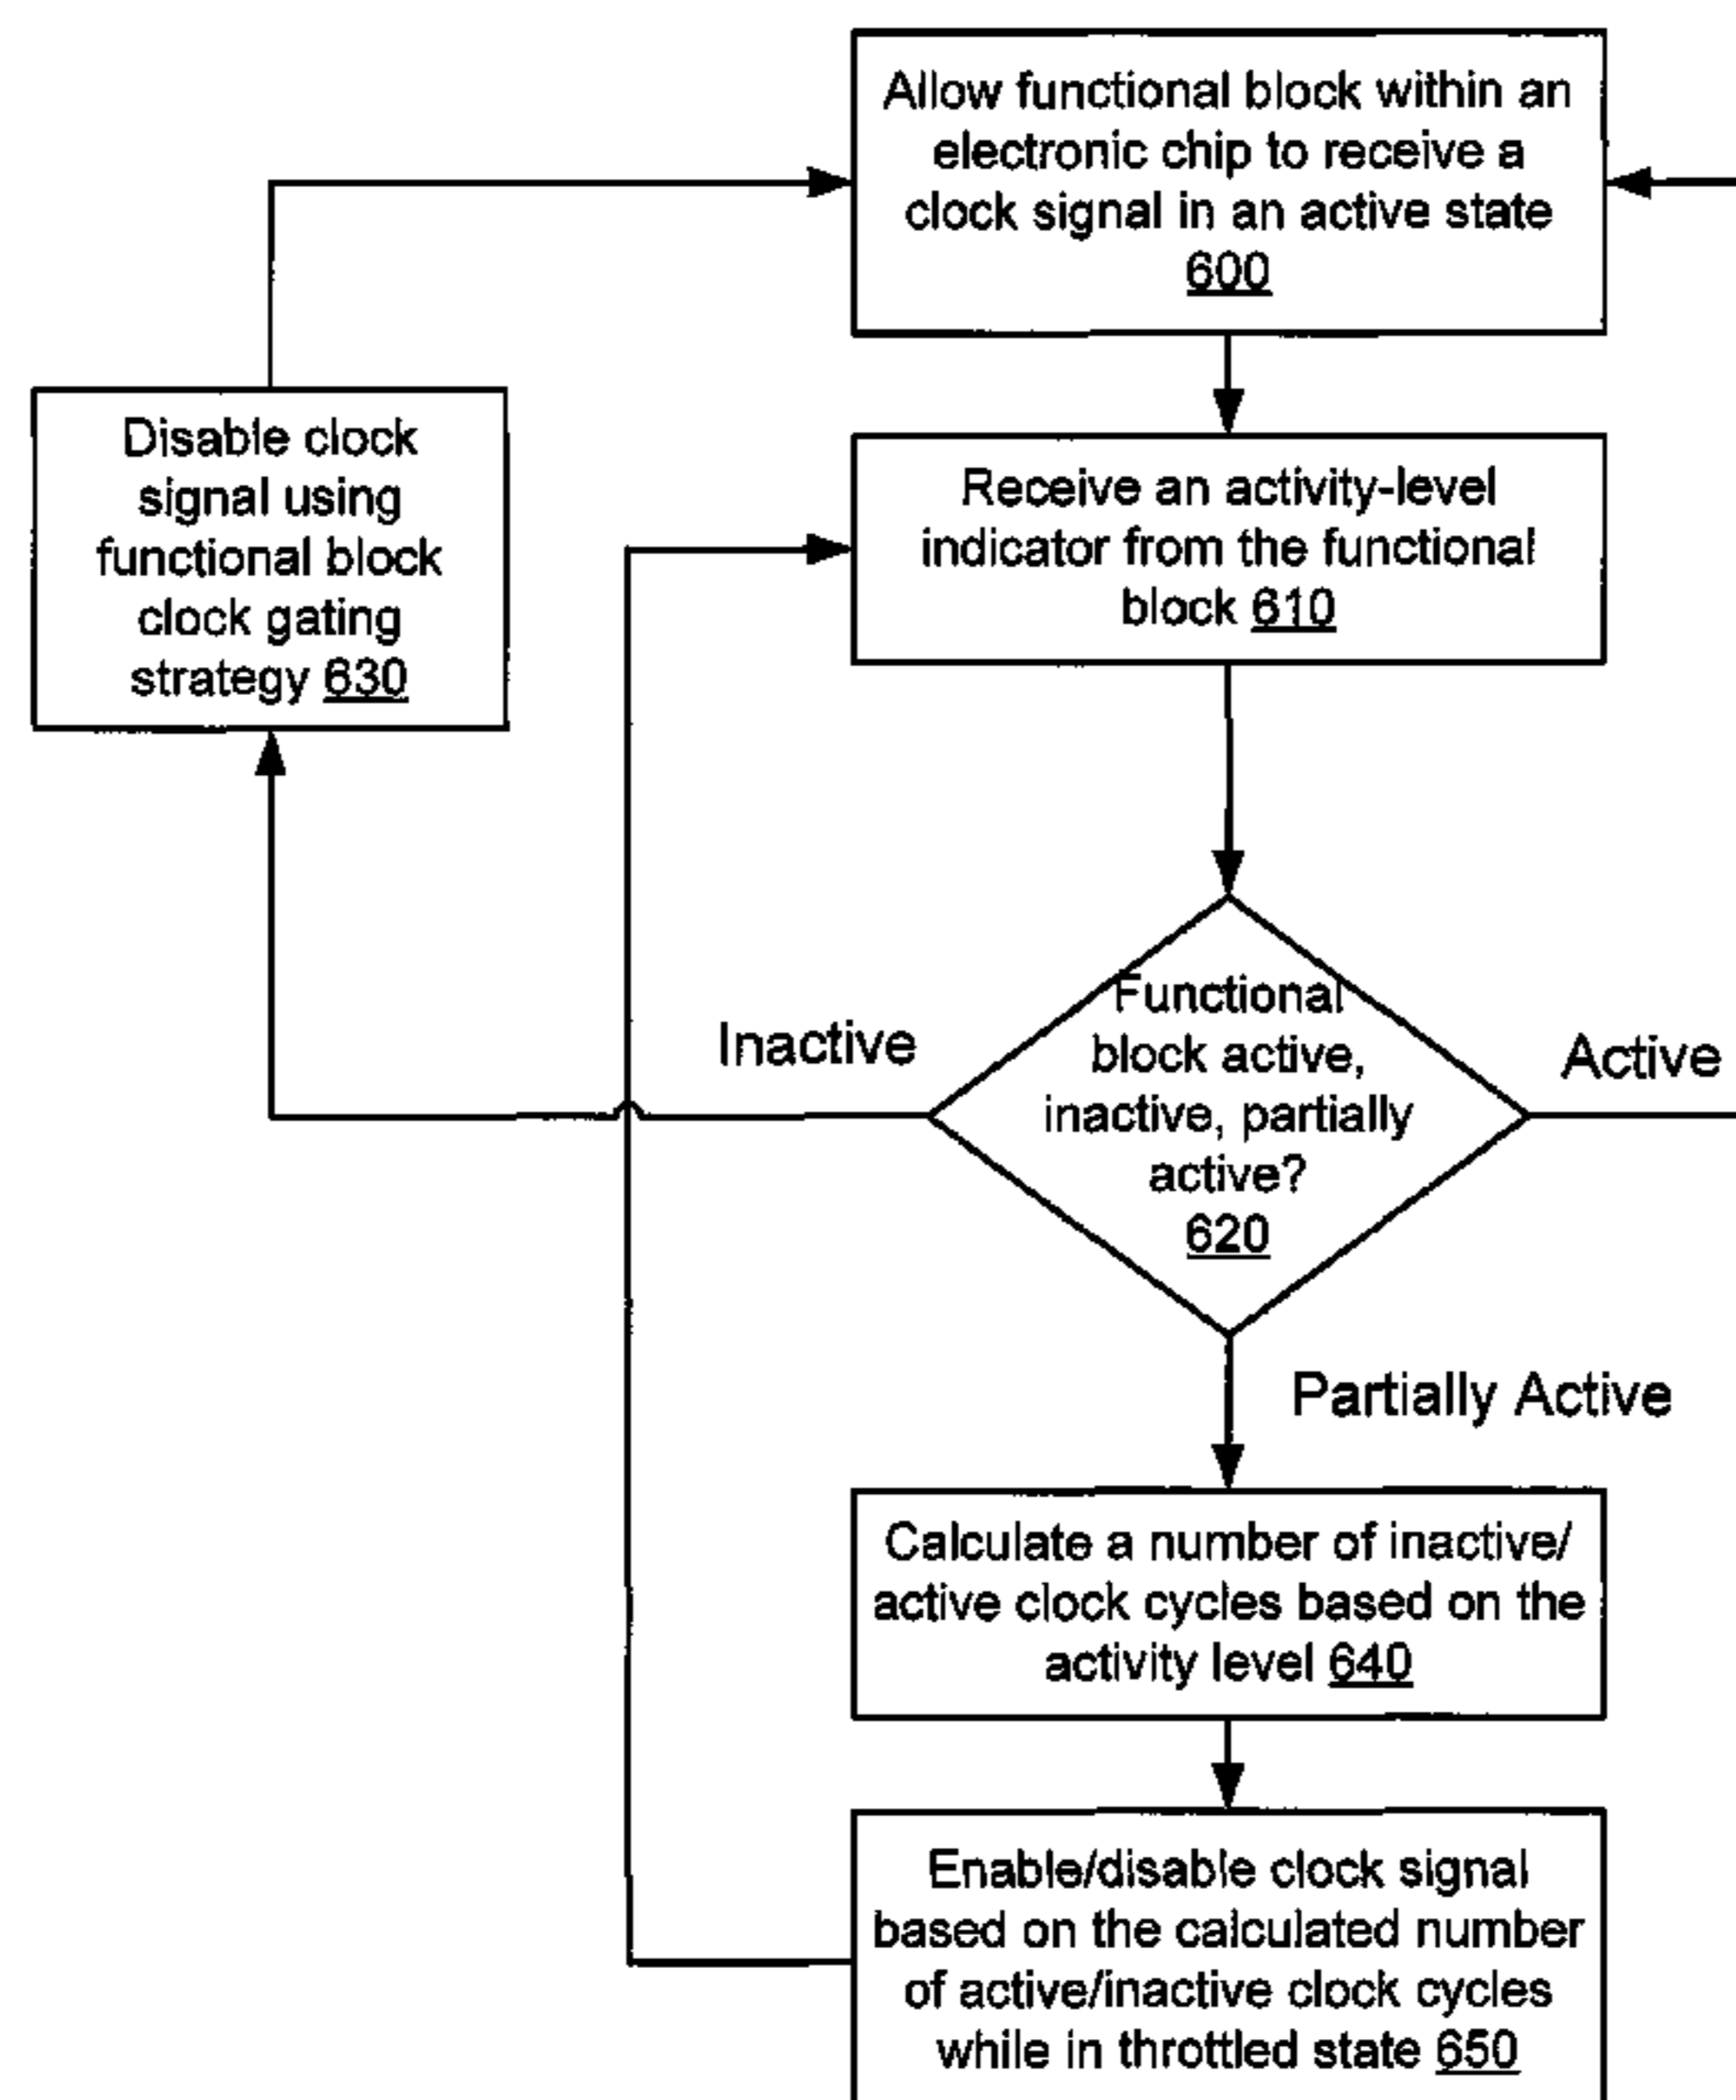 Allow functional block within an
electronic chip to receive a
clock signal in an active state
600
Disable clock
signal using
functional block
clock gating
strategy 630
Receive an activity-level
indicator from the functional
block 610
Inactive
Functional
block active,
inactive, partially
active?
620
Active
Partially Active
Calculate a number of inactive/
active clock cycles based on the
activity level 640
Enable/disable clock signal
based on the calculated number
of active/inactive clock cycles
while in throttled state 650